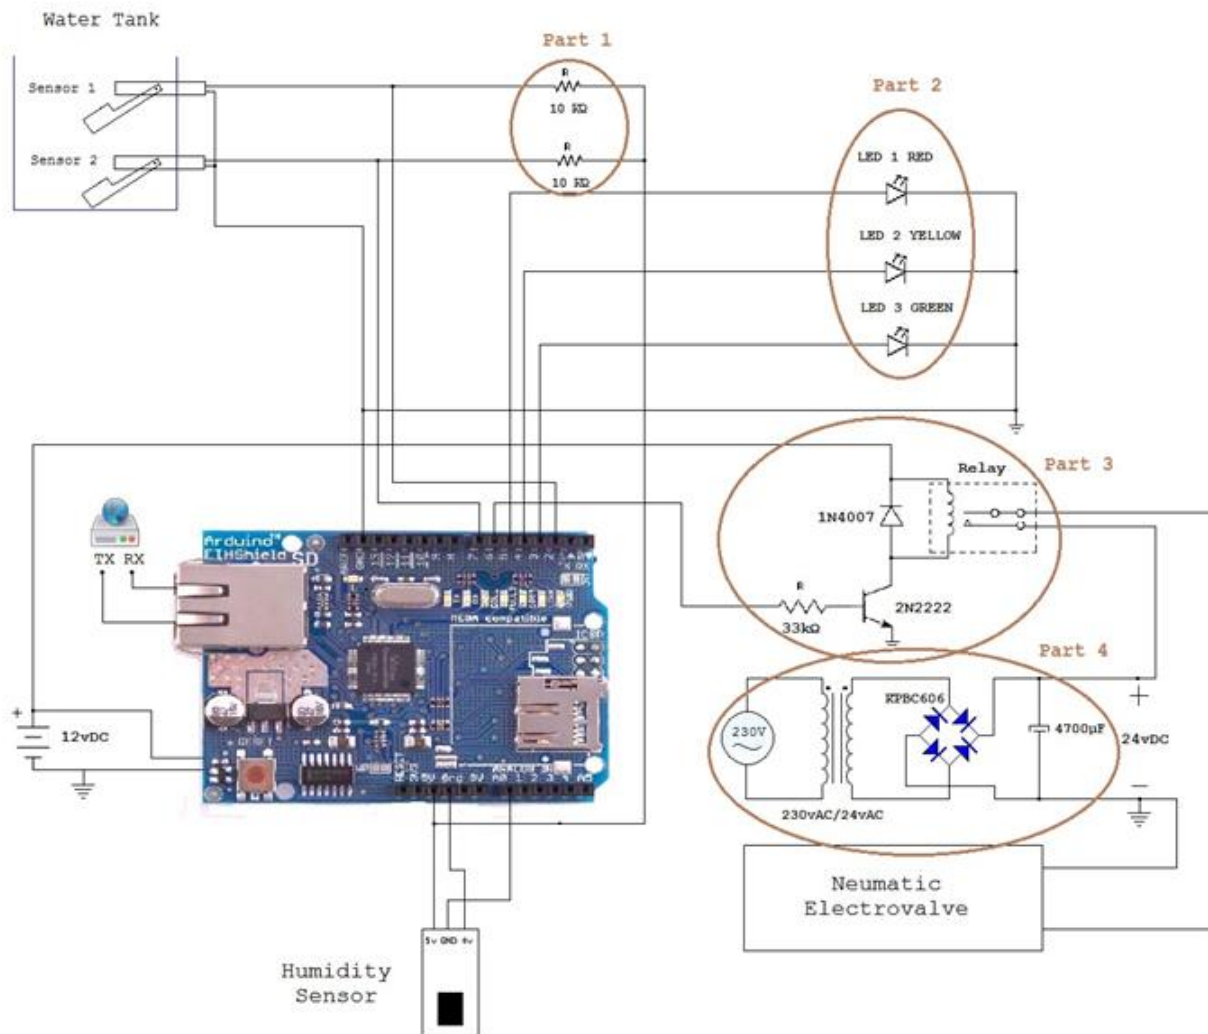 Water Tank
Part 1
Sensor 1
R
10 KΩ
Part 2
Sensor 2
R
10 KΩ
LED 1 RED
LED 2 YELLOW
LED 3 GREEN
Relay
Part 3
1N4007
TX RX
Arduino™
SD
R
33kΩ
2N2222
Part 4
+
12vDC
230V
KPBC606
4700µF
+
24vDC
−
230vAC/24vAC
Neumatic
Electrovalve
5v GND
Humidity
Sensor